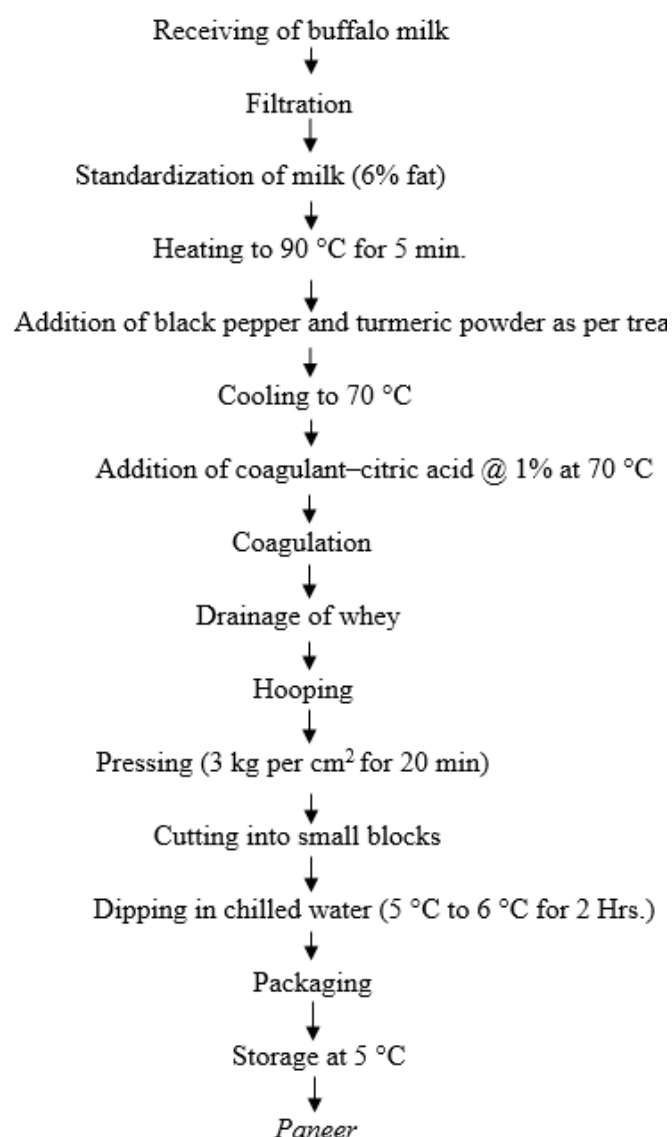 Receiving of buffalo milk
Filtration
Standardization of milk (6% fat)
Heating to 90 °C for 5 min.
Addition of black pepper and turmeric powder as per trea
Cooling to 70 °C
Addition of coagulant–citric acid @ 1% at 70 °C
Coagulation
Drainage of whey
Hooping
Pressing (3 kg per cm² for 20 min)
Cutting into small blocks
Dipping in chilled water (5 °C to 6 °C for 2 Hrs.)
Packaging
Storage at 5 °C
Paneer